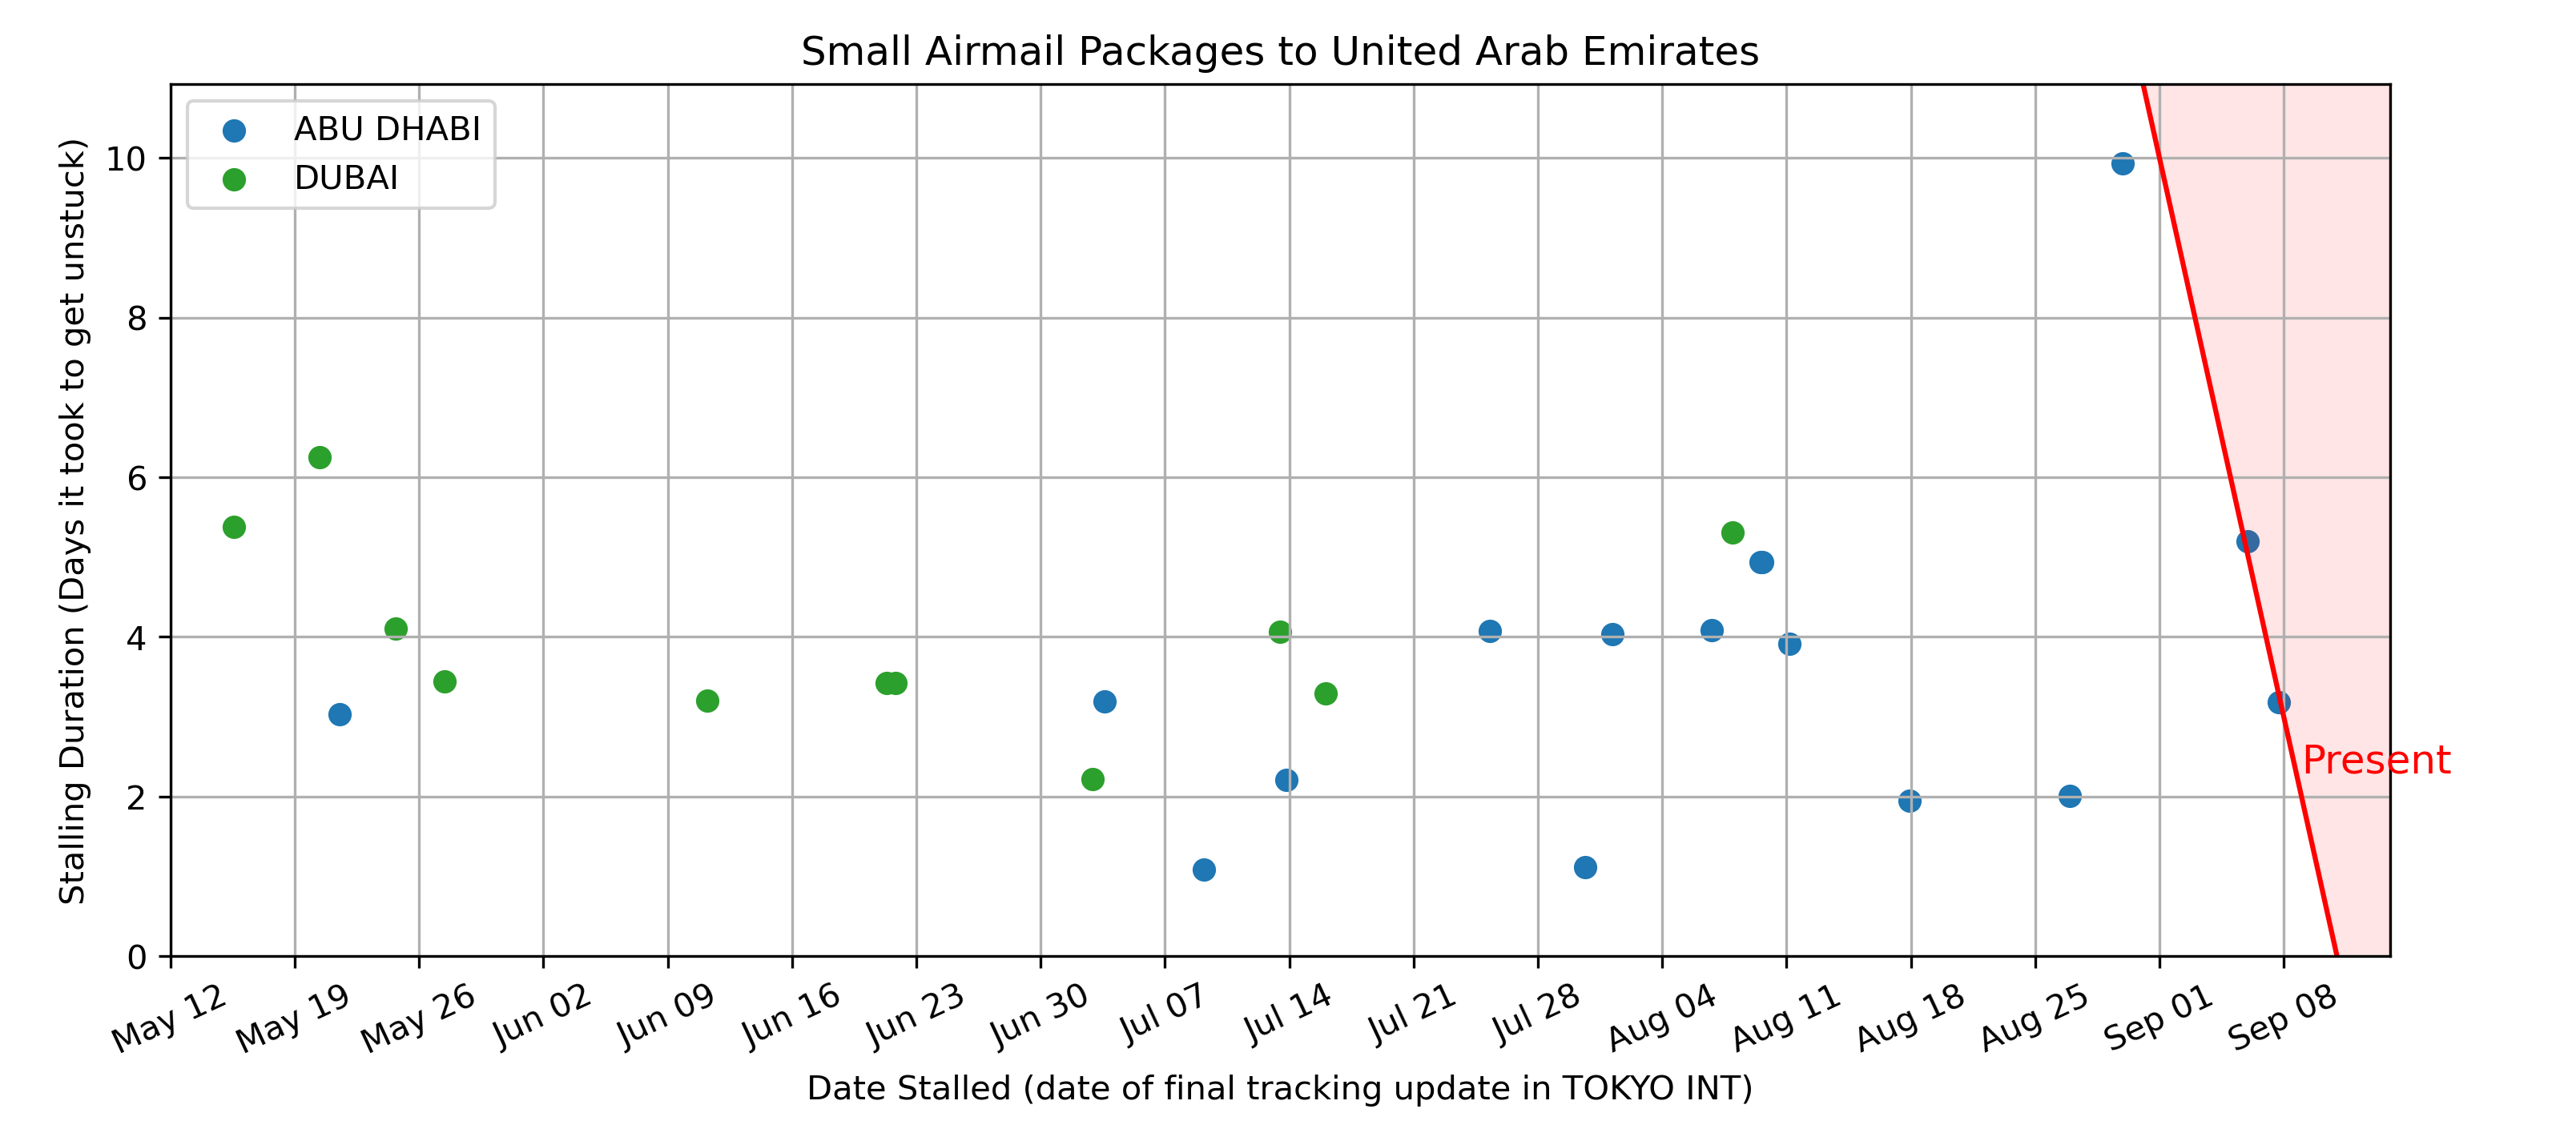 Small Airmail Packages to United Arab Emirates
ABU DHABI
DUBAI
Stalling Duration (Days it took to get unstuck)
10
8
6
4
2
0
Present
May 12
May 19
May 26
Jun 02
Jun 09
Jun 16
Jun 23
Jun 30
Jul 07
Jul 14
Jul 21
Jul 28
Aug 04
Aug 11
Aug 18
Aug 25
Sep 01
Sep 08
Date Stalled (date of final tracking update in TOKYO INT)